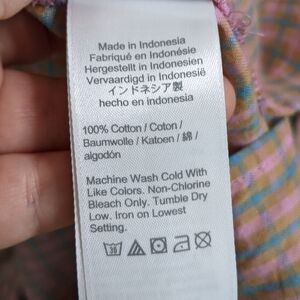 Made in Indonesia
Fabriqué en Indonésie
Hergestellt in Indonesien
Vervaardigd in Indonesië
インドネシア製
hecho en indonesia
100% Cotton / Coton /
Baumwolle / Katoen / 綿 /
algodón
Machine Wash Cold With
Like Colors. Non-Chlorine
Bleach Only. Tumble Dry
Low. Iron on Lowest
Setting.
30